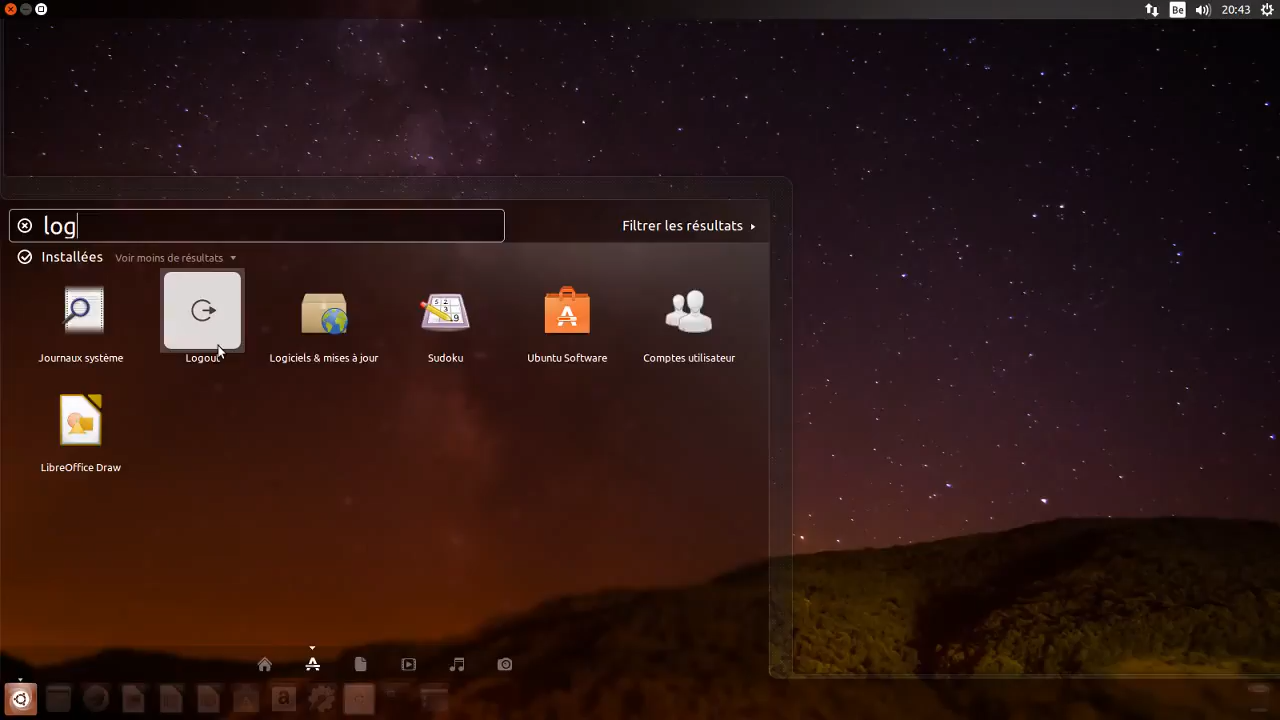 Be 20:43
log
Filtrer les résultats
Installées Voir moins de résultats
Journaux système Logout Logiciels & mises à jour Sudoku Ubuntu Software Comptes utilisateur
LibreOffice Draw